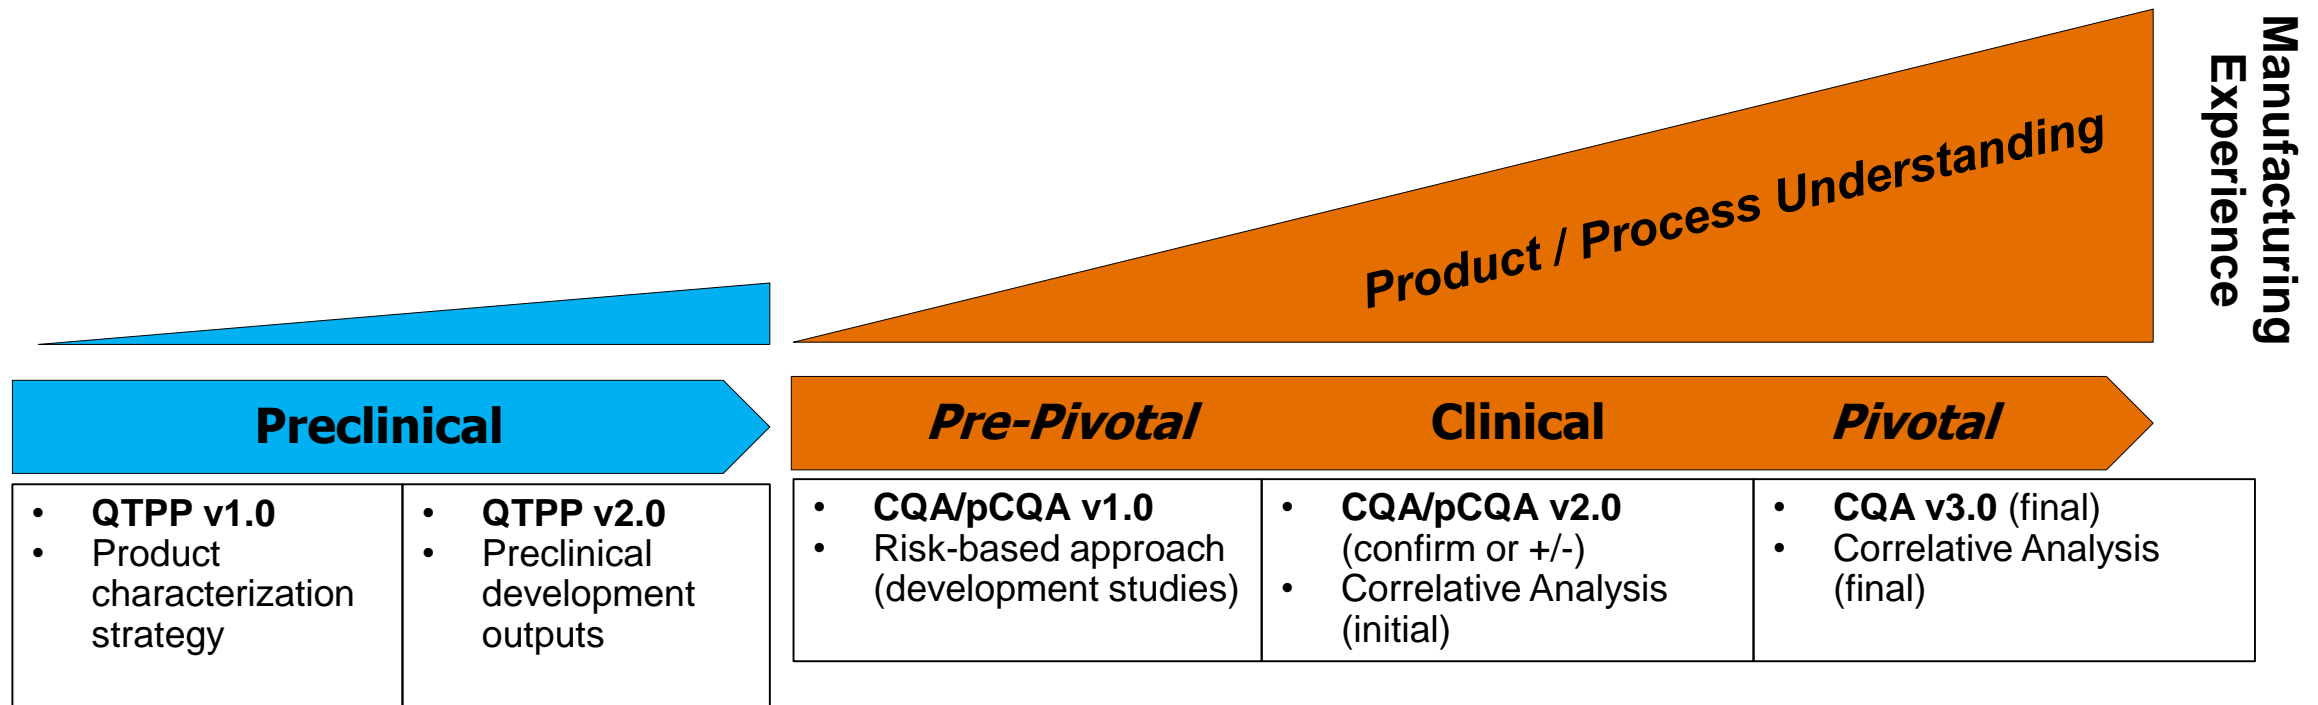 Manufacturing
Experience
Product / Process Understanding
Preclinical
Pre-Pivotal
Clinical
Pivotal
• QTPP v1.0
• Product
characterization
strategy
• QTPP v2.0
• Preclinical
development
outputs
• CQA/pCQA v1.0
• Risk-based approach
(development studies)
• CQA/pCQA v2.0
(confirm or +/-)
• Correlative Analysis
(initial)
• CQA v3.0 (final)
• Correlative Analysis
(final)